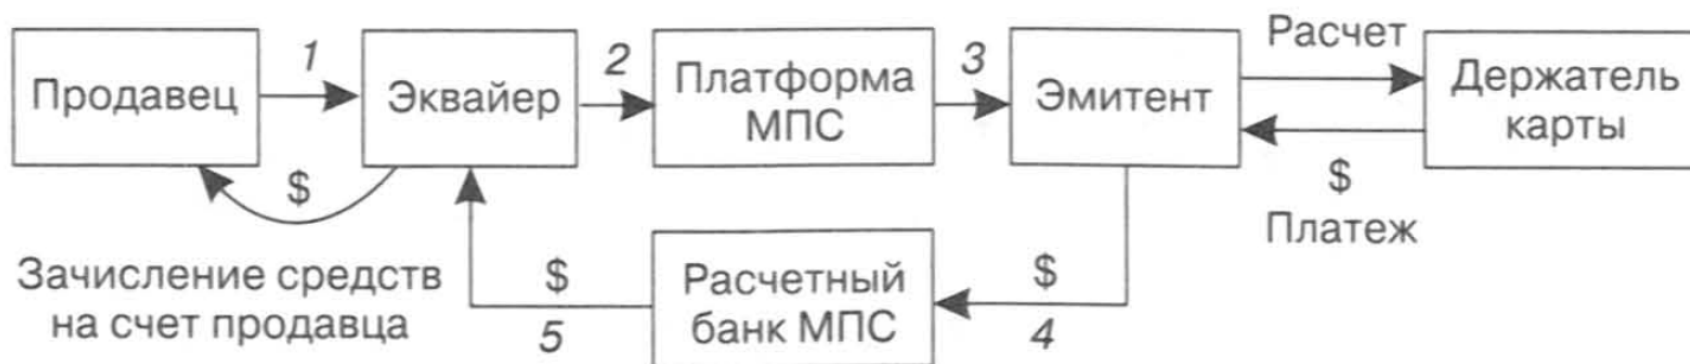 Продавец
1
Эквайер
2
Платформа
МПС
3
Эмитент
Расчет
Держатель
карты
$
Платеж
$
Зачисление средств
на счет продавца
$
5
Расчетный
банк МПС
$
4